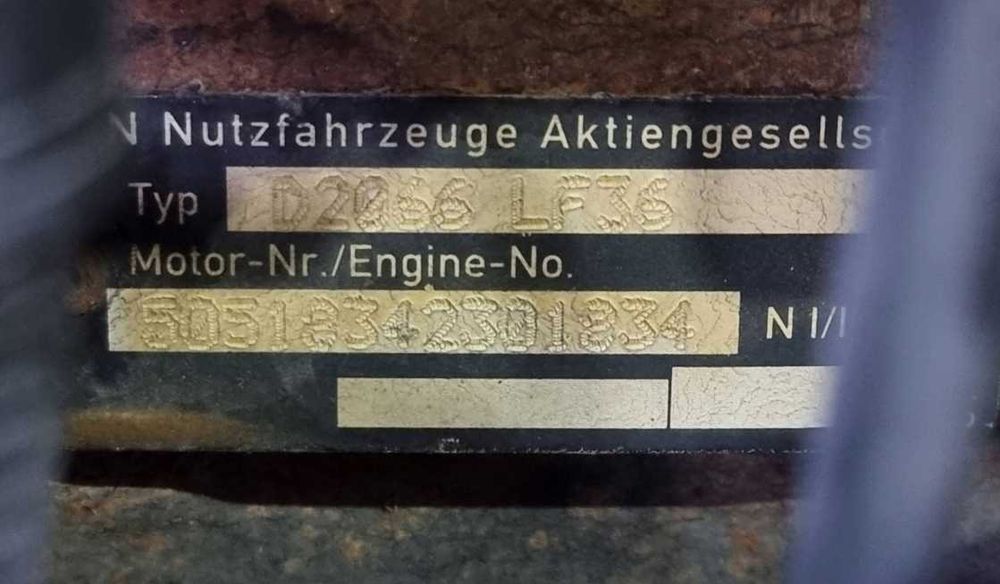 N Nutzfahrzeuge Aktiengesells
Typ D2066 LF36
Motor-Nr./Engine-No.
50518342301834 N I/I